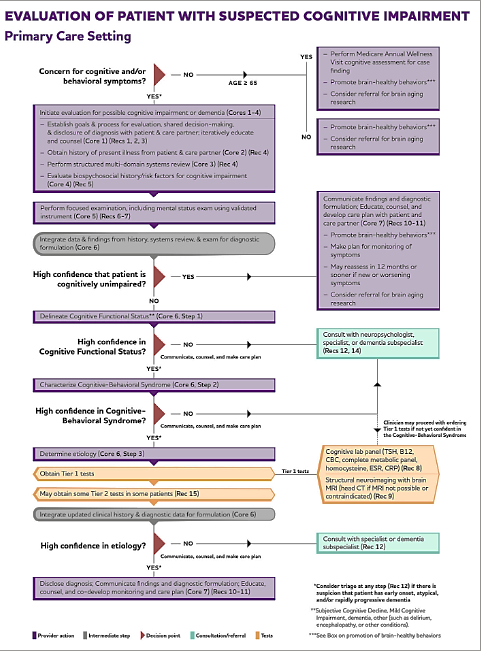 EVALUATION OF PATIENT WITH SUSPECTED COGNITIVE IMPAIRMENT
Primary Care Setting
Concern for cognitive and/or
behavioral symptoms?
NO
AGE ≥ 65
YES
NO
YES*
– Perform Medicare Annual Wellness
Visit cognitive assessment for case
finding
– Promote brain-healthy behaviors***
– Consider referral for brain aging
research
– Promote brain-healthy behaviors***
– Consider referral for brain aging
research
Initiate evaluation for possible cognitive impairment or dementia (Cores 1–4)
– Establish goals & process for evaluation, shared decision-making,
& disclosure of diagnosis with patient & care partner; iteratively educate
and counsel (Core 1) (Recs 1, 2, 3)
– Obtain history of present illness from patient & care partner (Core 2) (Rec 4)
– Perform structured multi-domain systems review (Core 3) (Rec 4)
– Evaluate biopsychosocial history/risk factors for cognitive impairment
(Core 4) (Rec 5)
Perform focused examination, including mental status exam using validated
instrument (Core 5) (Recs 6–7)
Integrate data & findings from history, systems review, & exam for diagnostic
formulation (Core 6)
High confidence that patient is
cognitively unimpaired?
YES
NO
Communicate findings and diagnostic
formulation; Educate, counsel, and
develop care plan with patient and
care partner (Core 7) (Recs 10–11)
– Promote brain-healthy behaviors***
– Make plan for monitoring of
symptoms
– May reassess in 12 months or
sooner if new or worsening
symptoms
– Consider referral for brain aging
research
Delineate Cognitive Functional Status** (Core 6, Step 1)
High confidence in
Cognitive Functional Status?
NO
Communicate, counsel, and make care plan
YES*
Consult with neuropsychologist,
specialist, or dementia subspecialist
(Recs 12, 14)
Characterize Cognitive-Behavioral Syndrome (Core 6, Step 2)
High confidence in Cognitive–
Behavioral Syndrome?
NO
Communicate, counsel, and make care plan
YES*
Clinician may proceed with ordering
Tier 1 tests if not yet confident in
the Cognitive-Behavioral Syndrome
Determine etiology (Core 6, Step 3)
Obtain Tier 1 tests
Tier 1 tests
Cognitive lab panel (TSH, B12,
CBC, complete metabolic panel,
homocysteine, ESR, CRP) (Rec 8)
Structural neuroimaging with brain
MRI (head CT if MRI not possible or
contraindicated) (Rec 9)
May obtain some Tier 2 tests in some patients (Rec 15)
Integrate updated clinical history & diagnostic data for formulation (Core 6)
High confidence in etiology?
NO
Communicate, counsel, and make care plan
YES*
Consult with specialist or dementia
subspecialist (Rec 12)
Disclose diagnosis; Communicate findings and diagnostic formulation; Educate,
counsel, and co-develop monitoring and care plan (Core 7) (Recs 10–11)
*Consider triage at any step (Rec 12) if there is
suspicion that patient has early onset, atypical,
and/or rapidly progressive dementia
**Subjective Cognitive Decline, Mild Cognitive
Impairment, dementia, other (such as delirium,
encephalopathy, or other conditions).
***See Box on promotion of brain-healthy behaviors
Provider action
Intermediate step
Decision point
Consultation/referral
Tests